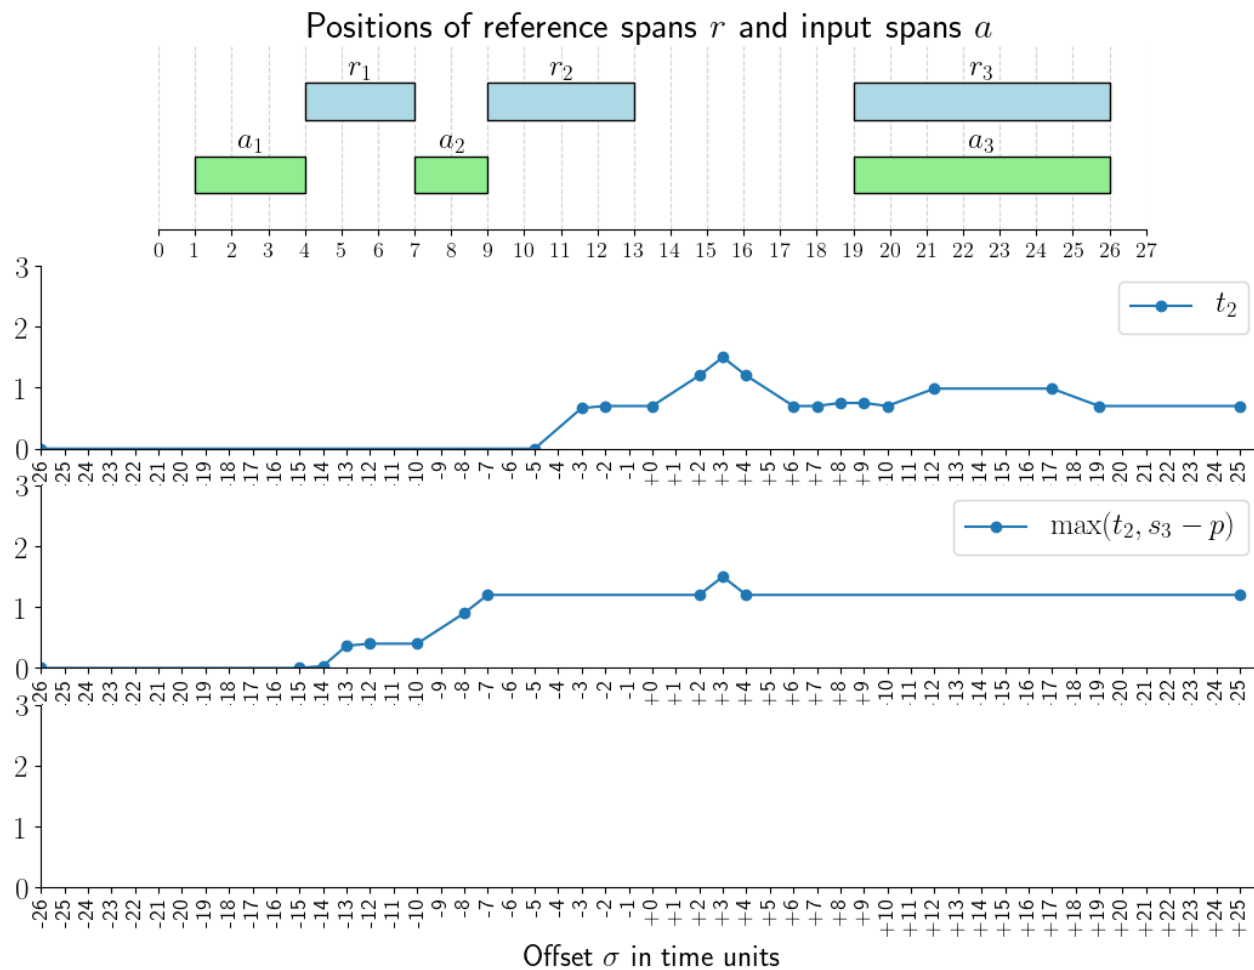 Positions of reference spans r and input spans a
r₁ r₂ r₃
a₁ a₂ a₃
0 1 2 3 4 5 6 7 8 9 10 11 12 13 14 15 16 17 18 19 20 21 22 23 24 25 26 27
3
2
1
0
t₂
-26 -25 -24 -23 -22 -21 -20 -19 -18 -17 -16 -15 -14 -13 -12 -11 -10 -9 -8 -7 -6 -5 -4 -3 -2 -1 +0 +1 +2 +3 +4 +5 +6 +7 +8 +9 +10 +11 +12 +13 +14 +15 +16 +17 +18 +19 +20 +21 +22 +23 +24 +25
3
2
1
0
max(t₂, s₃ − p)
-26 -25 -24 -23 -22 -21 -20 -19 -18 -17 -16 -15 -14 -13 -12 -11 -10 -9 -8 -7 -6 -5 -4 -3 -2 -1 +0 +1 +2 +3 +4 +5 +6 +7 +8 +9 +10 +11 +12 +13 +14 +15 +16 +17 +18 +19 +20 +21 +22 +23 +24 +25
3
2
1
0
-26 -25 -24 -23 -22 -21 -20 -19 -18 -17 -16 -15 -14 -13 -12 -11 -10 -9 -8 -7 -6 -5 -4 -3 -2 -1 +0 +1 +2 +3 +4 +5 +6 +7 +8 +9 +10 +11 +12 +13 +14 +15 +16 +17 +18 +19 +20 +21 +22 +23 +24 +25
Offset σ in time units